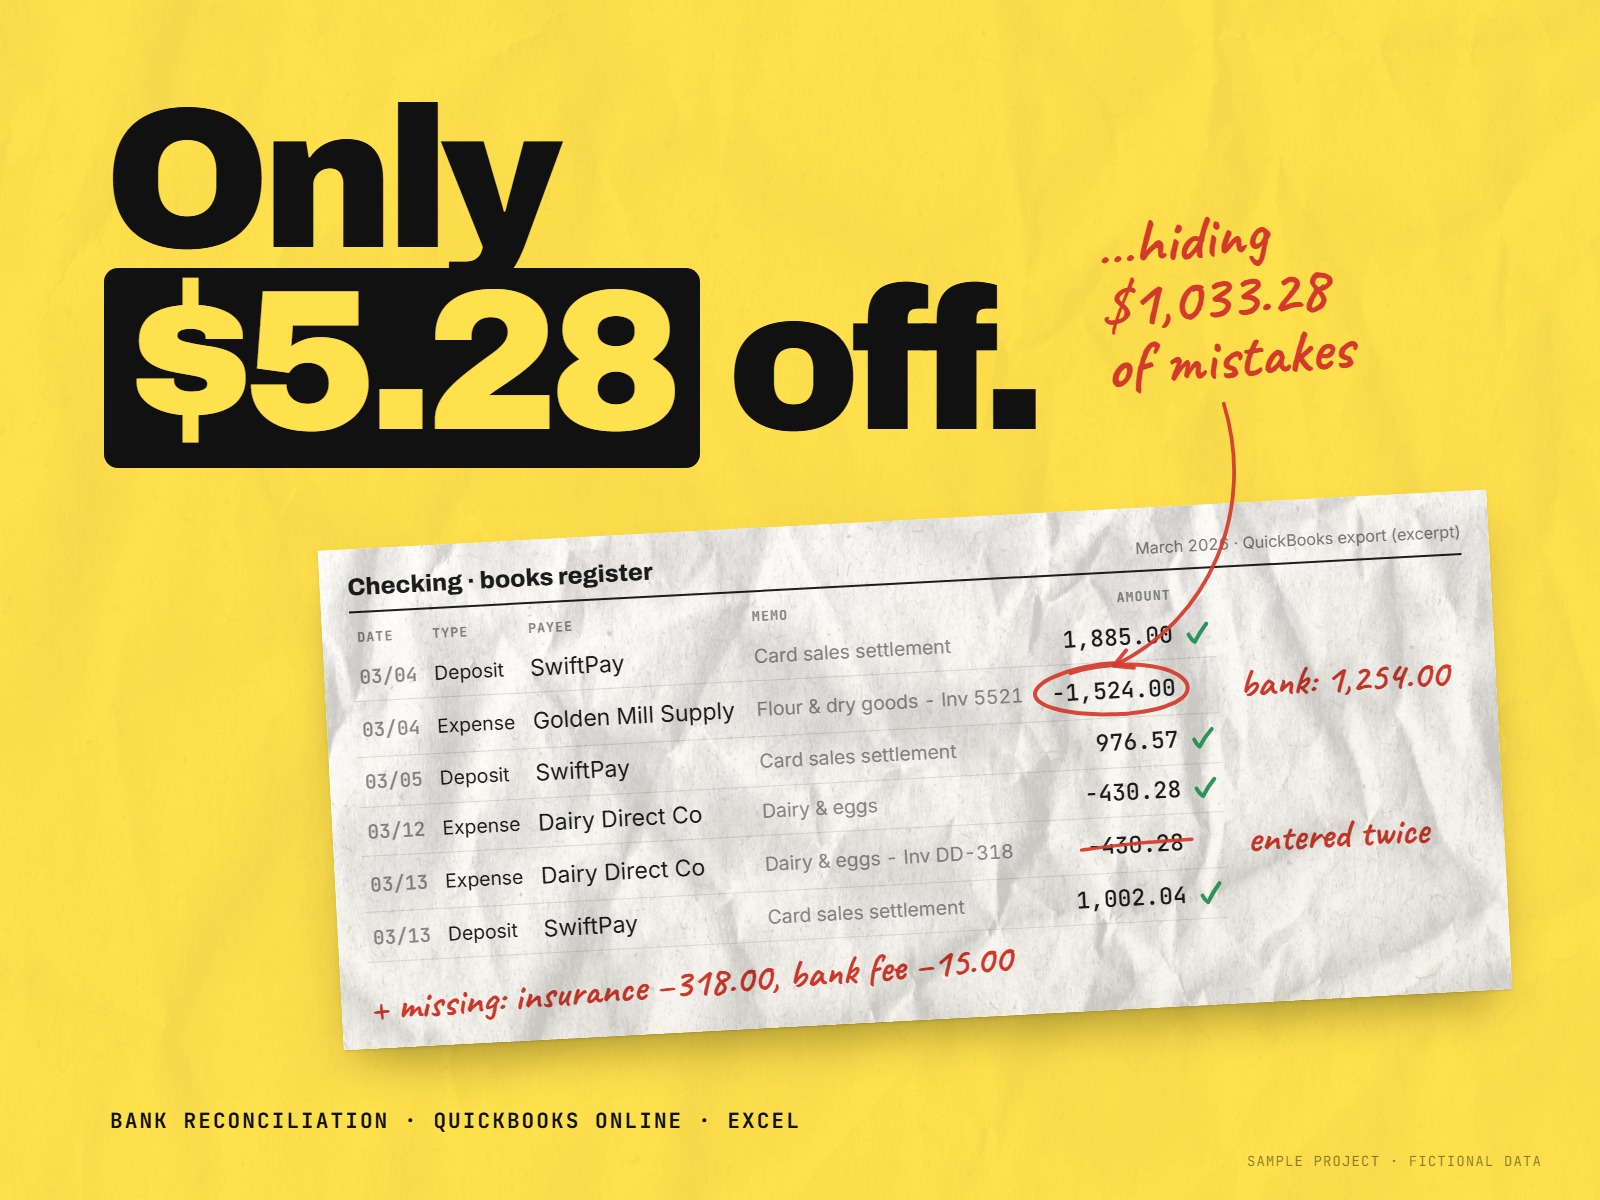 Only
$5.28 off.
...hiding
$1,033.28
of mistakes
Checking · books register
March 2026 · QuickBooks export (excerpt)
DATE TYPE PAYEE MEMO AMOUNT
03/04 Deposit SwiftPay Card sales settlement 1,885.00 ✓
03/04 Expense Golden Mill Supply Flour & dry goods - Inv 5521 -1,524.00 bank: 1,254.00
03/05 Deposit SwiftPay Card sales settlement 976.57 ✓
03/12 Expense Dairy Direct Co Dairy & eggs -430.28 ✓
03/13 Expense Dairy Direct Co Dairy & eggs - Inv DD-318 -430.28 entered twice
03/13 Deposit SwiftPay Card sales settlement 1,002.04 ✓
+ missing: insurance –318.00, bank fee –15.00
BANK RECONCILIATION · QUICKBOOKS ONLINE · EXCEL
SAMPLE PROJECT · FICTIONAL DATA